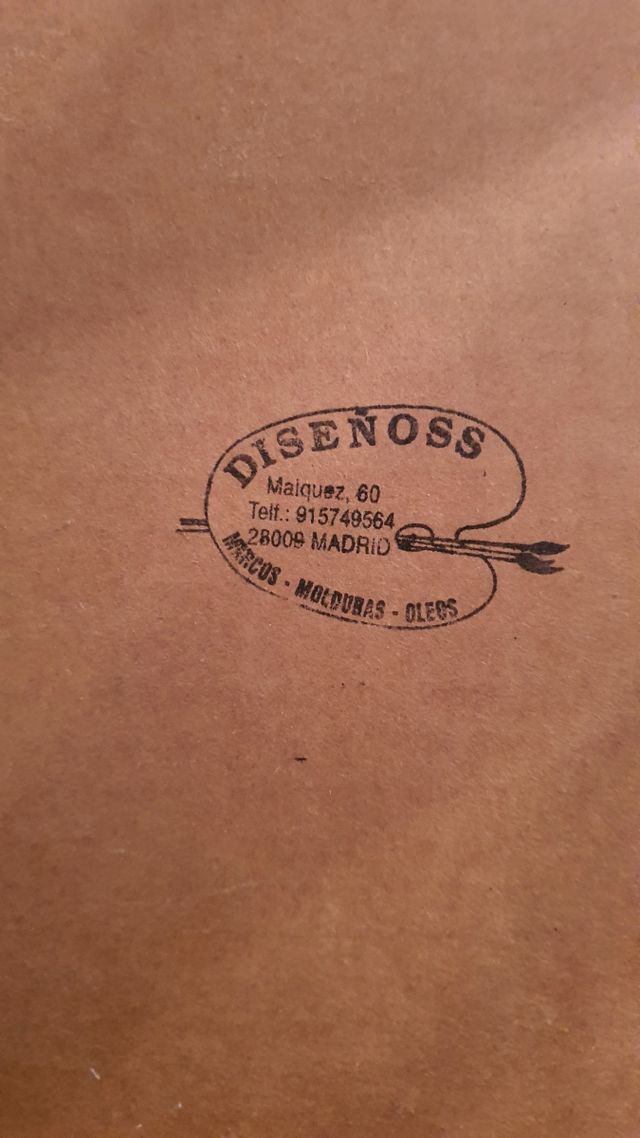 DISEÑOSS
Maiquez, 60
Telf.: 915749564
28009 MADRID
MARCOS - MOLDURAS - OLEOS